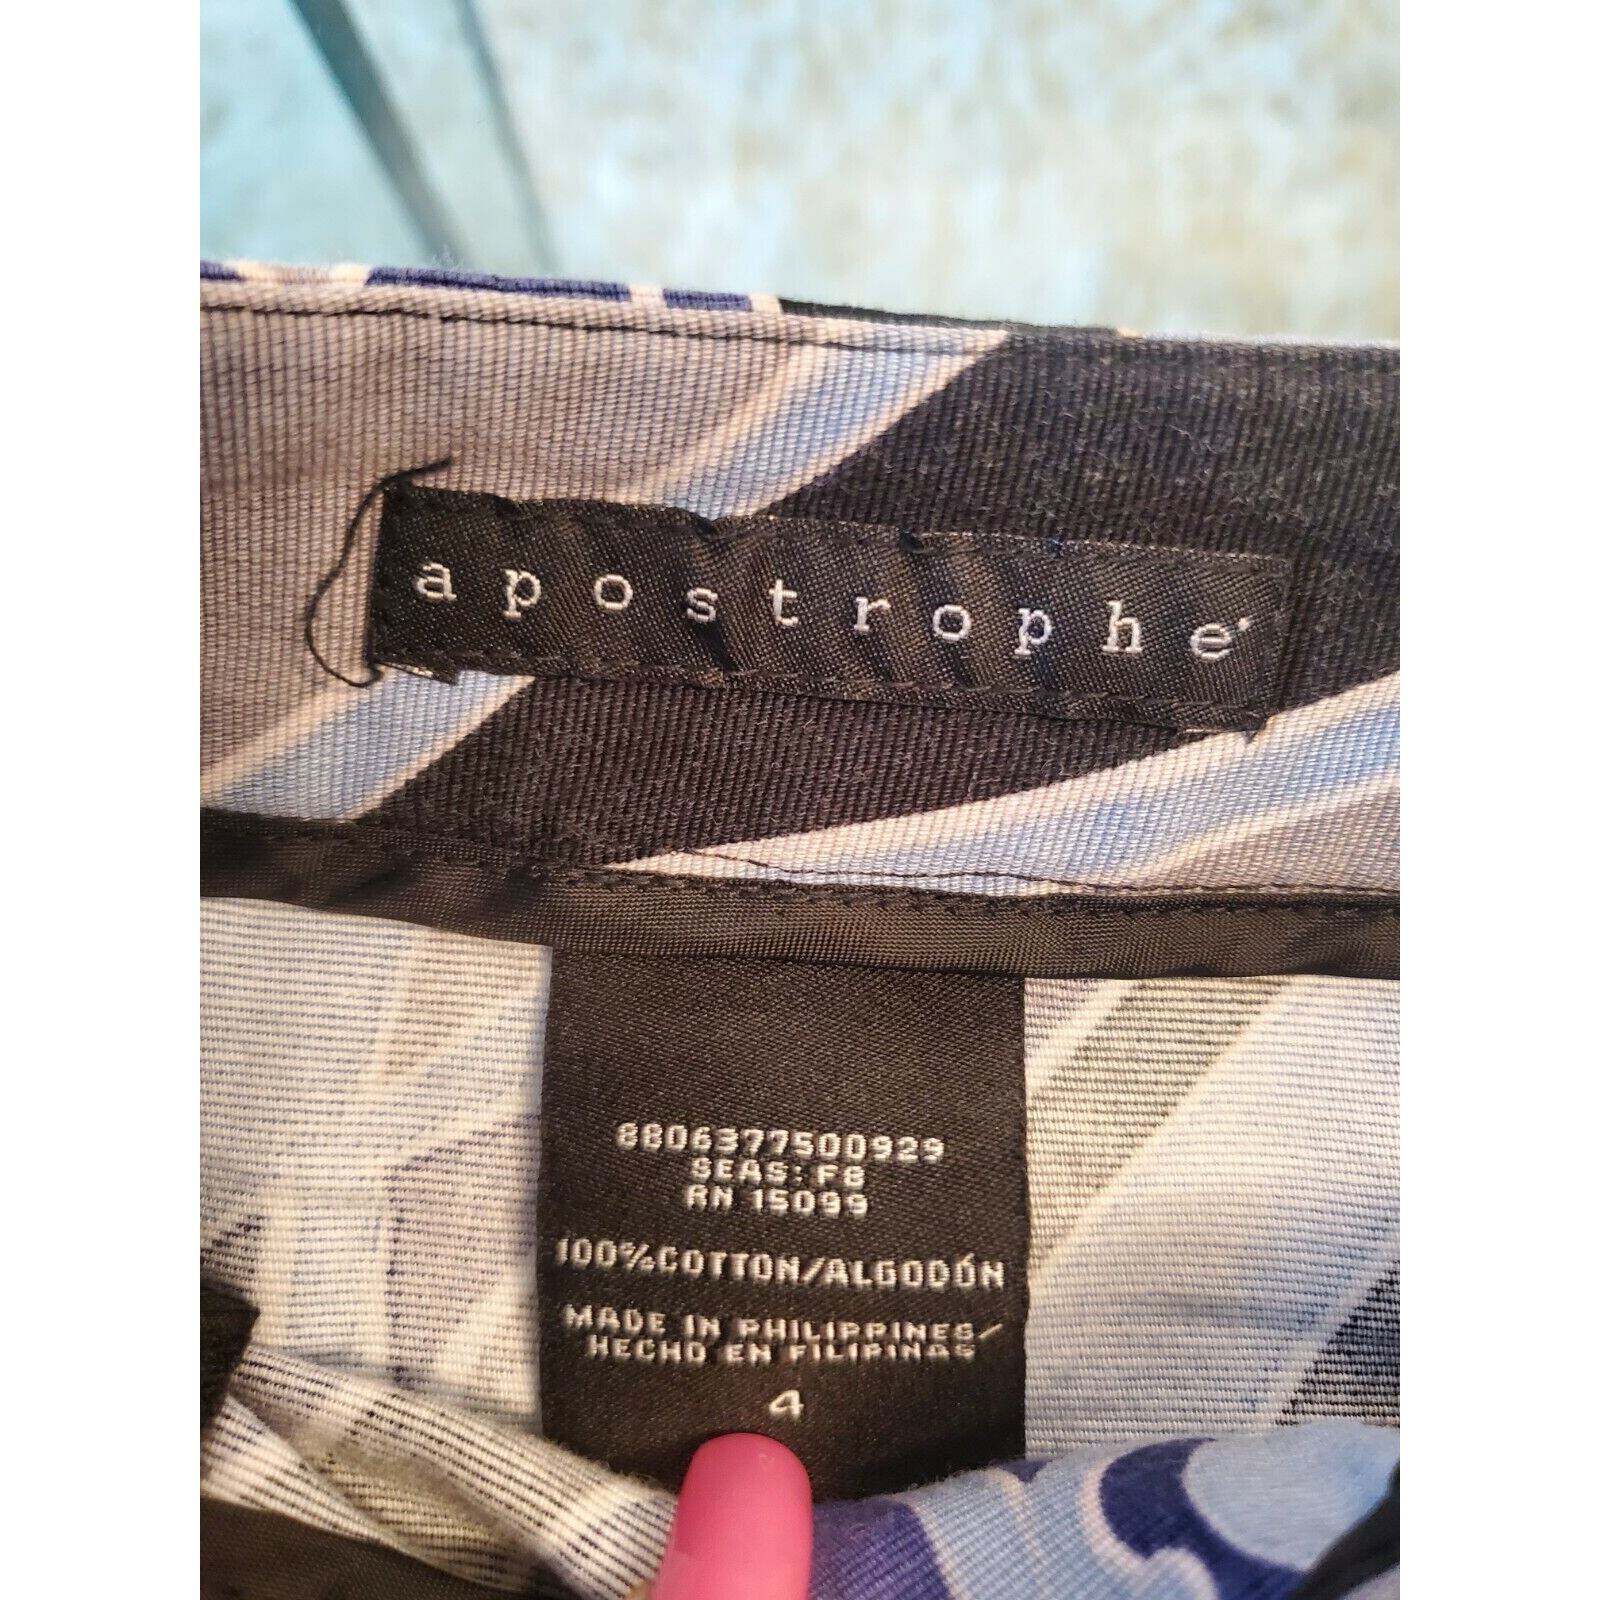 apostrophe
6806377500929
SEAS: F8
RN 15099
100%COTTON/ALGODÓN
MADE IN PHILIPPINES/
HECHO EN FILIPINAS
4